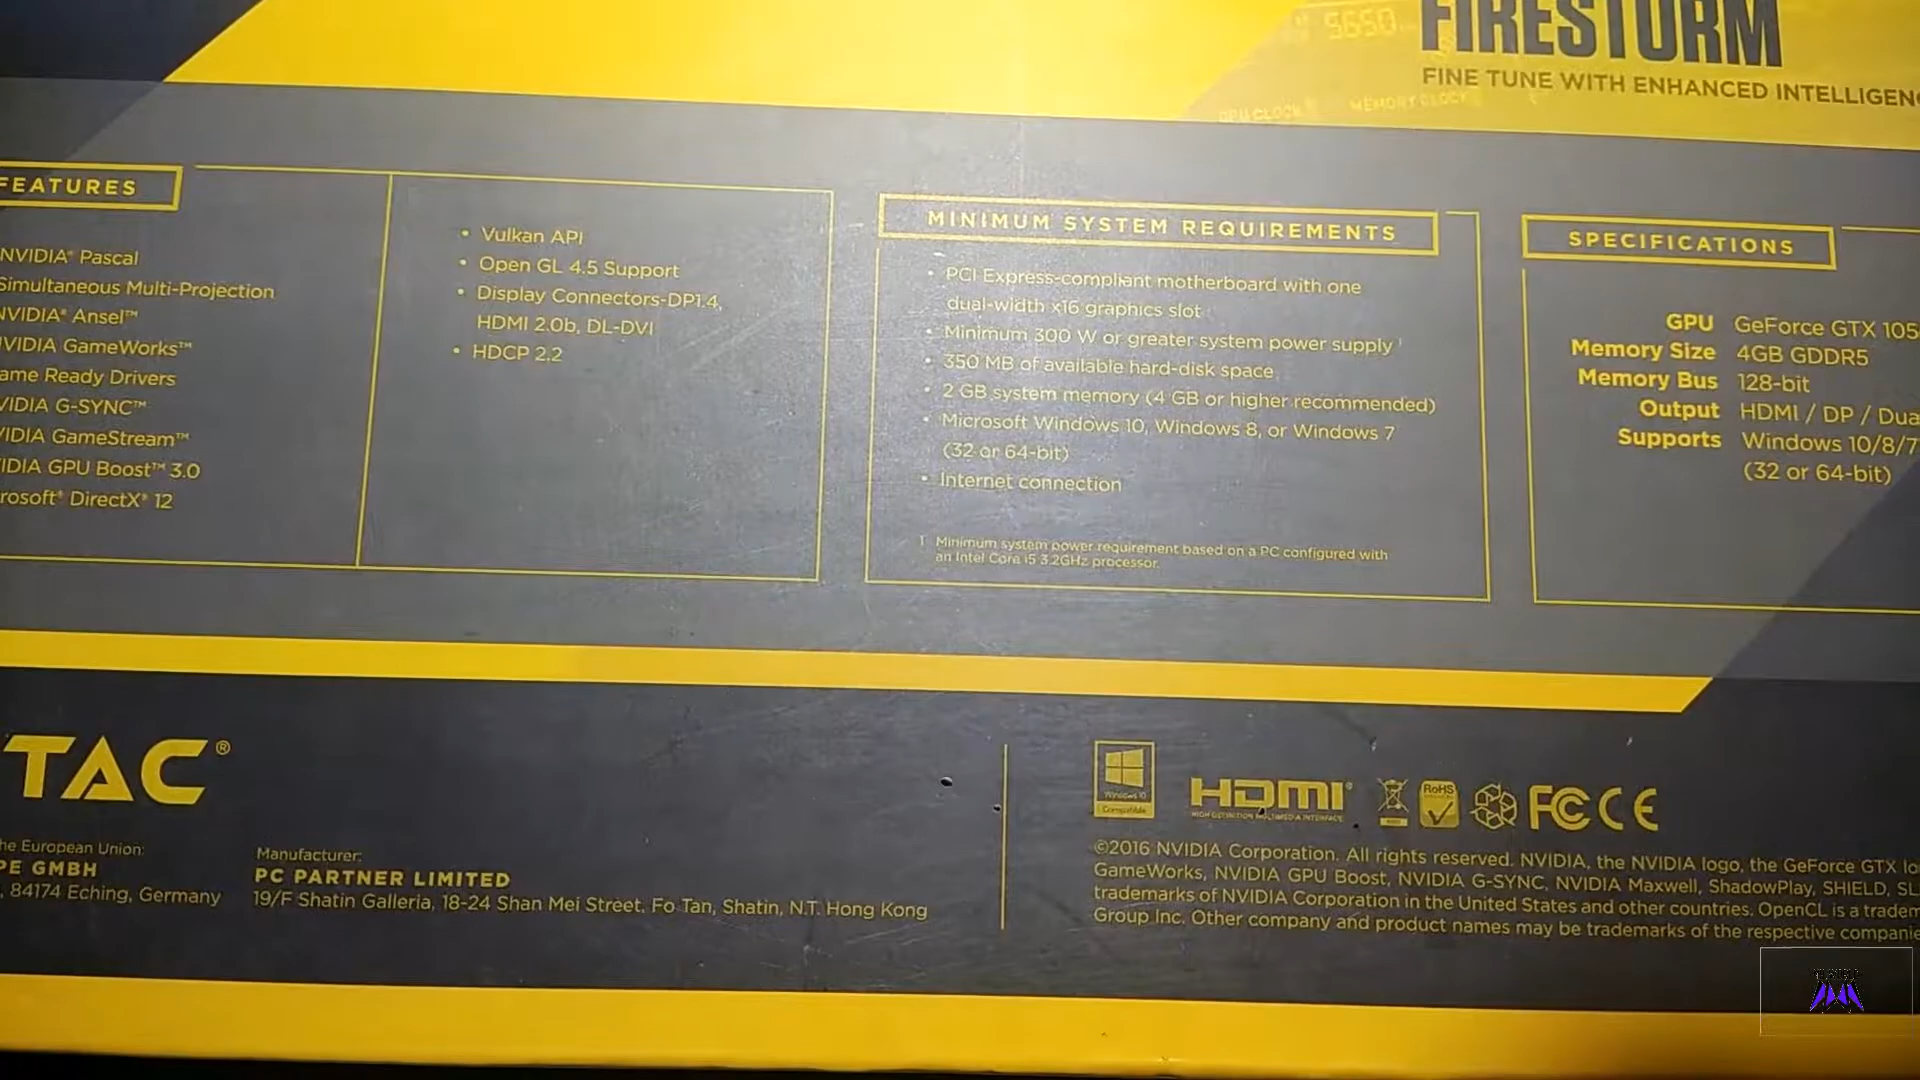 5650
FIRESTORM
FINE TUNE WITH ENHANCED INTELLIGEN
GPU CLOCK MEMORY CLOCK
FEATURES
NVIDIA® Pascal
Simultaneous Multi-Projection
NVIDIA® Ansel™
NVIDIA GameWorks™
ame Ready Drivers
VIDIA G-SYNC™
VIDIA GameStream™
IDIA GPU Boost™ 3.0
rosoft® DirectX® 12
• Vulkan API
• Open GL 4.5 Support
• Display Connectors-DP1.4,
HDMI 2.0b, DL-DVI
• HDCP 2.2
MINIMUM SYSTEM REQUIREMENTS
• PCI Express-compliant motherboard with one
dual-width x16 graphics slot
• Minimum 300 W or greater system power supply 1
• 350 MB of available hard-disk space
• 2 GB system memory (4 GB or higher recommended)
• Microsoft Windows 10, Windows 8, or Windows 7
(32 or 64-bit)
• Internet connection
1 Minimum system power requirement based on a PC configured with
an Intel Core i5 3.2GHz processor.
SPECIFICATIONS
GPU GeForce GTX 105
Memory Size 4GB GDDR5
Memory Bus 128-bit
Output HDMI / DP / Dua
Supports Windows 10/8/7
(32 or 64-bit)
TAC®
he European Union:
PE GMBH
, 84174 Eching, Germany
Manufacturer:
PC PARTNER LIMITED
19/F Shatin Galleria, 18-24 Shan Mei Street, Fo Tan, Shatin, N.T. Hong Kong
Windows 10
Compatible
HDMI®
HIGH DEFINITION MULTIMEDIA INTERFACE
RoHS
FC CE
©2016 NVIDIA Corporation. All rights reserved. NVIDIA, the NVIDIA logo, the GeForce GTX lo
GameWorks, NVIDIA GPU Boost, NVIDIA G-SYNC, NVIDIA Maxwell, ShadowPlay, SHIELD, SL
trademarks of NVIDIA Corporation in the United States and other countries. OpenCL is a tradem
Group Inc. Other company and product names may be trademarks of the respective companie